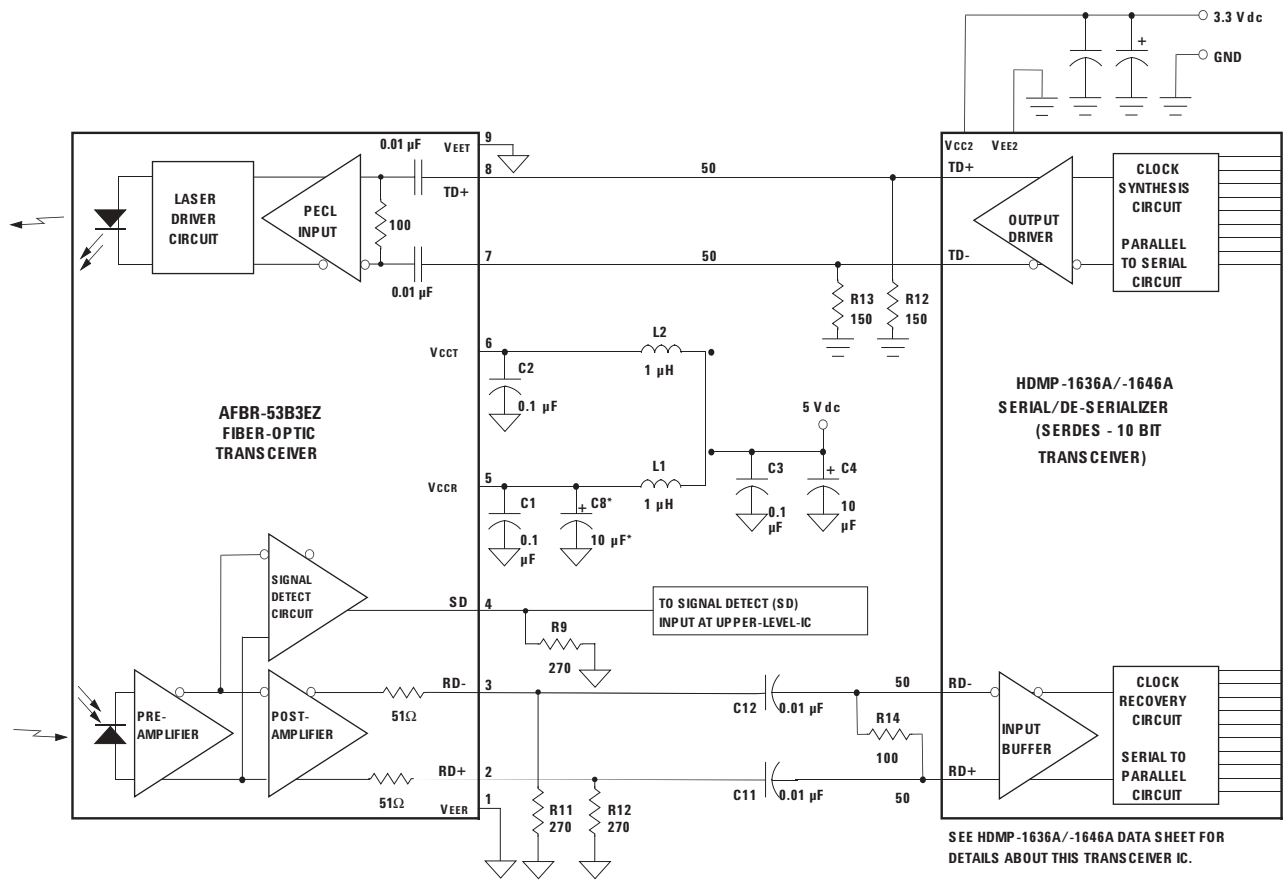 3.3 Vdc
+
GND
9
0.01 µF
VEET
8
50
VCC2
VEE2
TD+
TD+
LASER
DRIVER
CIRCUIT
PECL
INPUT
100
OUTPUT
DRIVER
CLOCK
SYNTHESIS
CIRCUIT
PARALLEL
TO SERIAL
CIRCUIT
7
50
TD-
0.01 µF
R13
150
R12
150
L2
6
VCCT
1 µH
C2
0.1 µF
HDMP-1636A/-1646A
SERIAL/DE-SERIALIZER
(SERDES - 10 BIT
TRANSCEIVER)
AFBR-53B3EZ
FIBER-OPTIC
TRANSCEIVER
5 Vdc
L1
5
VCCR
1 µH
C3
0.1
µF
+ C4
10
µF
C1
0.1
µF
+ C8*
10 µF*
SIGNAL
DETECT
CIRCUIT
SD
4
TO SIGNAL DETECT (SD)
INPUT AT UPPER-LEVEL-IC
R9
270
RD-
3
50
RD-
PRE-
AMPLIFIER
POST-
AMPLIFIER
51Ω
C12
0.01 µF
R14
100
INPUT
BUFFER
CLOCK
RECOVERY
CIRCUIT
SERIAL TO
PARALLEL
CIRCUIT
RD+
2
RD+
51Ω
C11
0.01 µF
50
1
VEER
R11
270
R12
270
SEE HDMP-1636A/-1646A DATA SHEET FOR
DETAILS ABOUT THIS TRANSCEIVER IC.